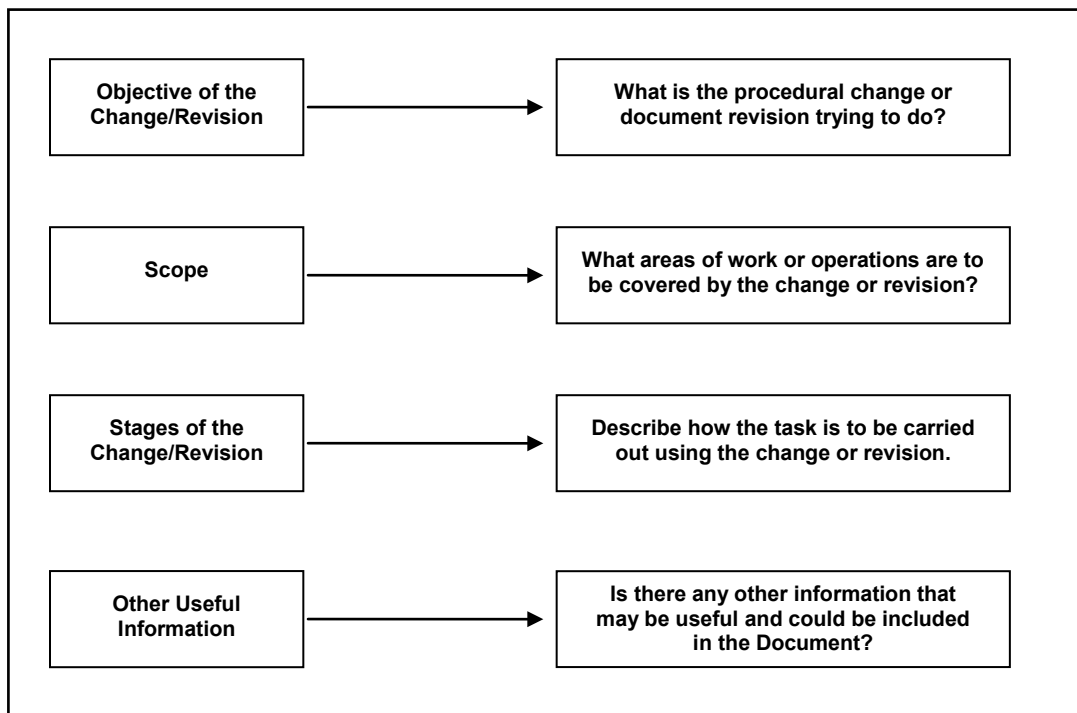 Objective of the
Change/Revision
What is the procedural change or
document revision trying to do?
Scope
What areas of work or operations are to
be covered by the change or revision?
Stages of the
Change/Revision
Describe how the task is to be carried
out using the change or revision.
Other Useful
Information
Is there any other information that
may be useful and could be included
in the Document?